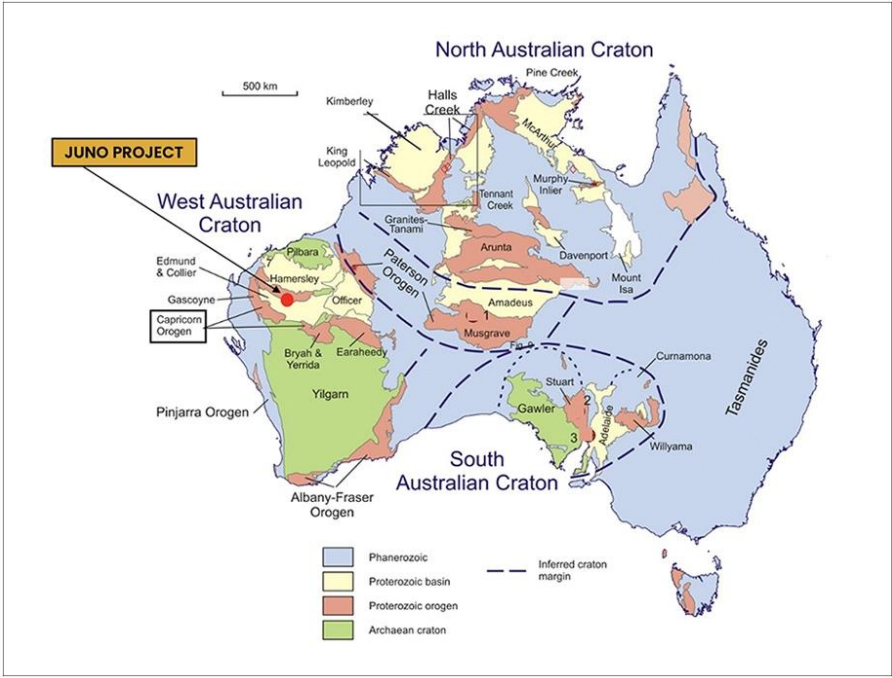 North Australian Craton
Pine Creek
500 km
Kimberley
Halls
Creek
McArthur
JUNO PROJECT
King
Leopold
Murphy
Inlier
West Australian
Craton
Tennant
Creek
Granites-
Tanami
Pilbara
Arunta
Davenport
Edmund
& Collier
Hamersley
Paterson
Orogen
Mount
Isa
Gascoyne
Officer
Amadeus
1
Capricorn
Orogen
Musgrave
Bryah &
Yerrida
Earaheedy
Curnamona
Yilgarn
Stuart
Tasmanides
Gawler
2
Adelaide
Pinjarra Orogen
3
Willyama
South
Australian Craton
Albany-Fraser
Orogen
Phanerozoic
Proterozoic basin
Proterozoic orogen
Archaean craton
Inferred craton
margin